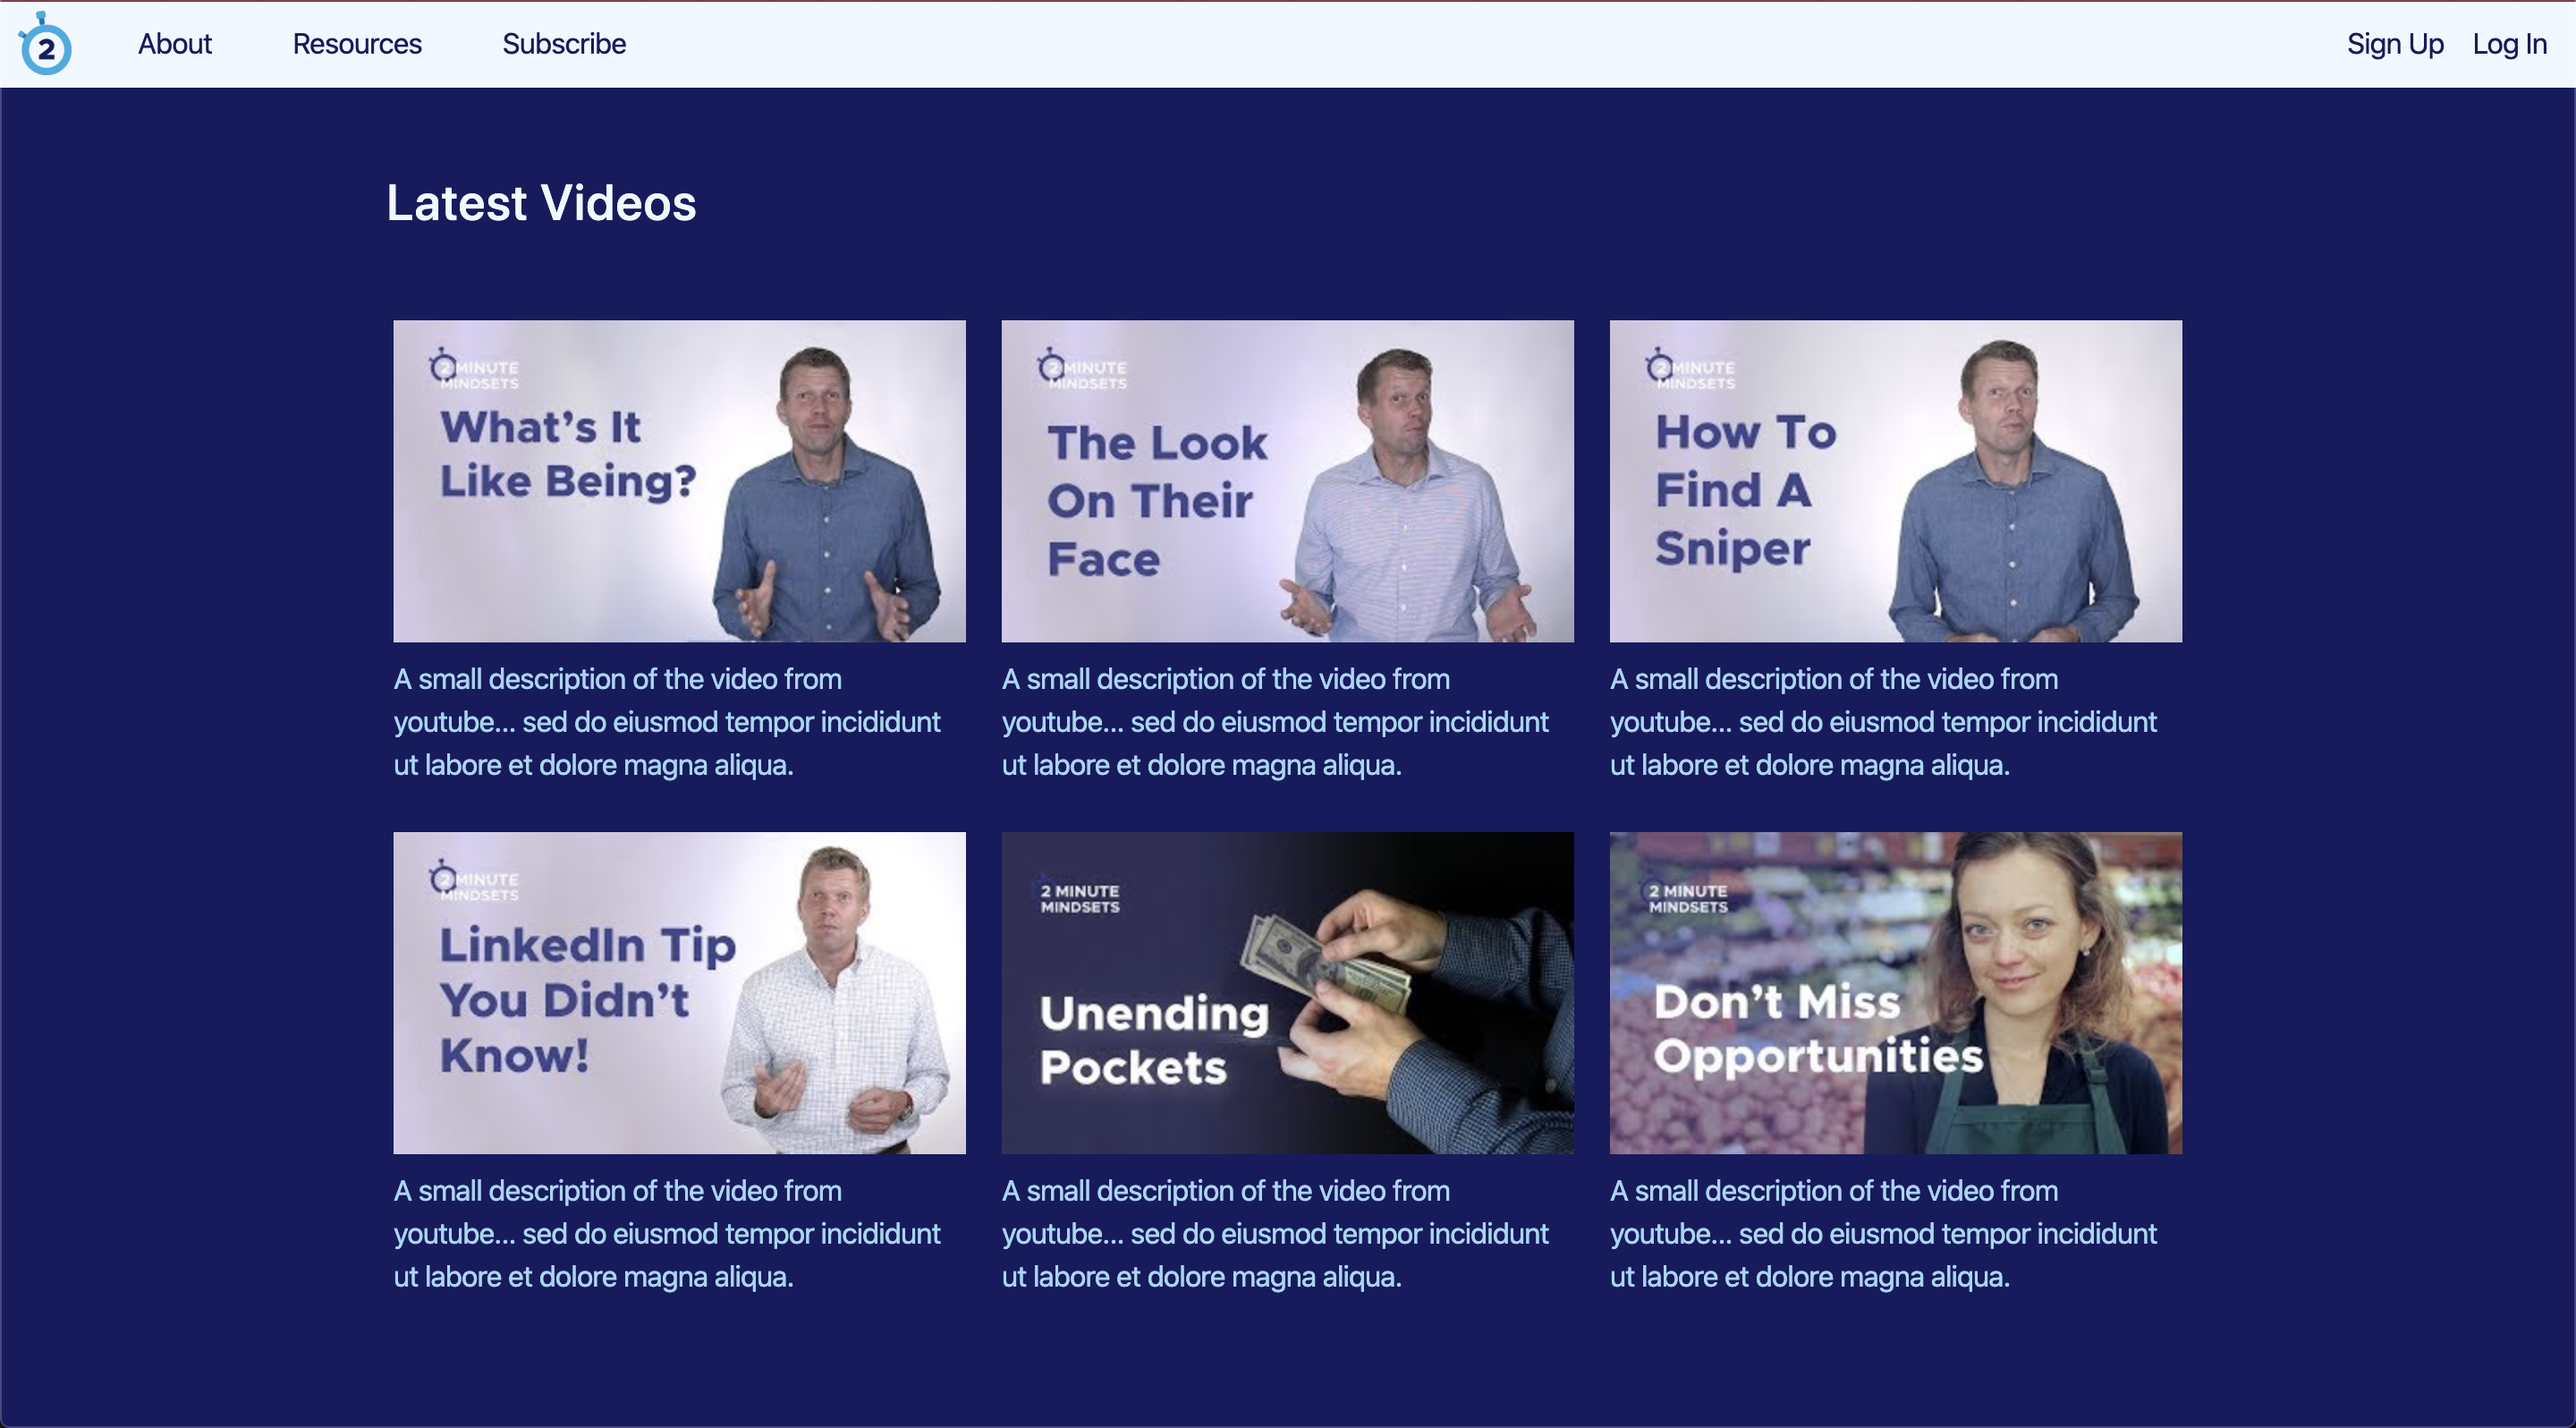 2
About
Resources
Subscribe
Sign Up
Log In
Latest Videos
2 MINUTE
MINDSETS
What’s It
Like Being?
2 MINUTE
MINDSETS
The Look
On Their
Face
2 MINUTE
MINDSETS
How To
Find A
Sniper
A small description of the video from
youtube... sed do eiusmod tempor incididunt
ut labore et dolore magna aliqua.
A small description of the video from
youtube... sed do eiusmod tempor incididunt
ut labore et dolore magna aliqua.
A small description of the video from
youtube... sed do eiusmod tempor incididunt
ut labore et dolore magna aliqua.
2 MINUTE
MINDSETS
LinkedIn Tip
You Didn’t
Know!
2 MINUTE
MINDSETS
Unending
Pockets
2 MINUTE
MINDSETS
Don’t Miss
Opportunities
A small description of the video from
youtube... sed do eiusmod tempor incididunt
ut labore et dolore magna aliqua.
A small description of the video from
youtube... sed do eiusmod tempor incididunt
ut labore et dolore magna aliqua.
A small description of the video from
youtube... sed do eiusmod tempor incididunt
ut labore et dolore magna aliqua.